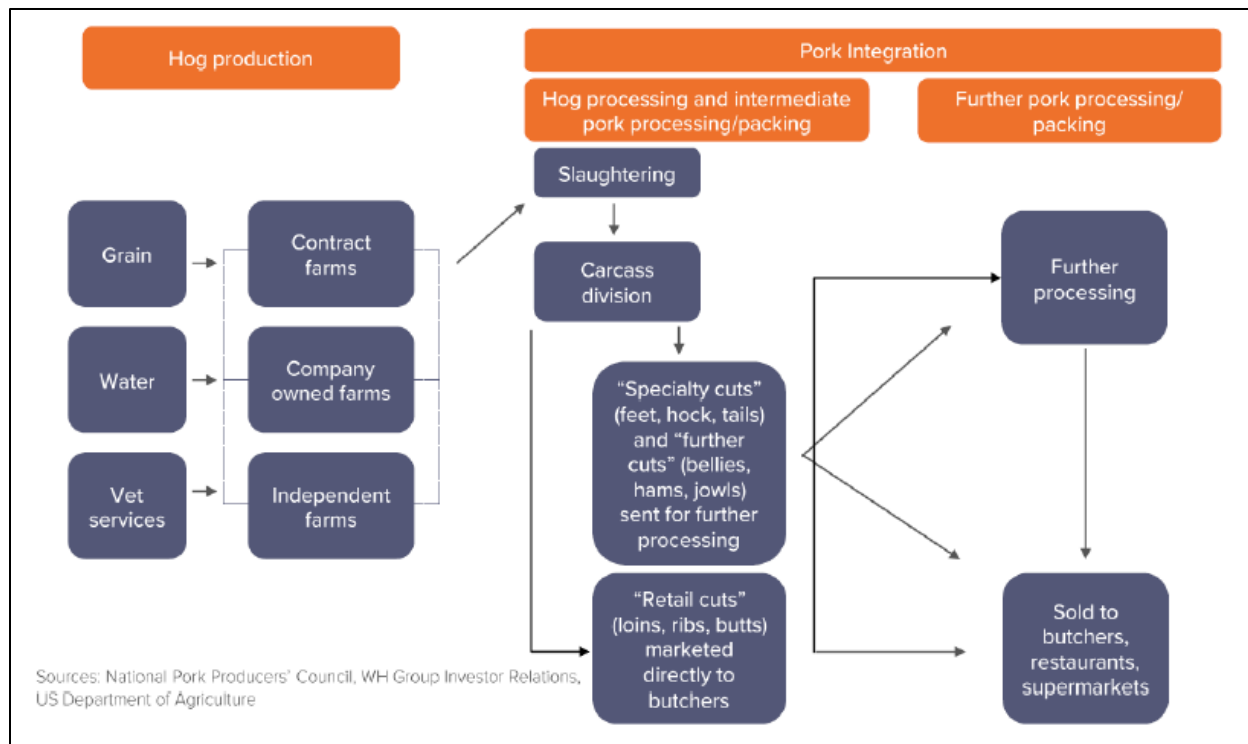 Hog production
Pork Integration
Hog processing and intermediate
pork processing/packing
Further pork processing/
packing
Slaughtering
Grain
Contract
farms
Carcass
division
Further
processing
Water
Company
owned farms
"Specialty cuts"
(feet, hock, tails)
and "further
cuts" (bellies,
hams, jowls)
sent for further
processing
Vet
services
Independent
farms
"Retail cuts"
(loins, ribs, butts)
marketed
directly to
butchers
Sold to
butchers,
restaurants,
supermarkets
Sources: National Pork Producers' Council, WH Group Investor Relations,
US Department of Agriculture